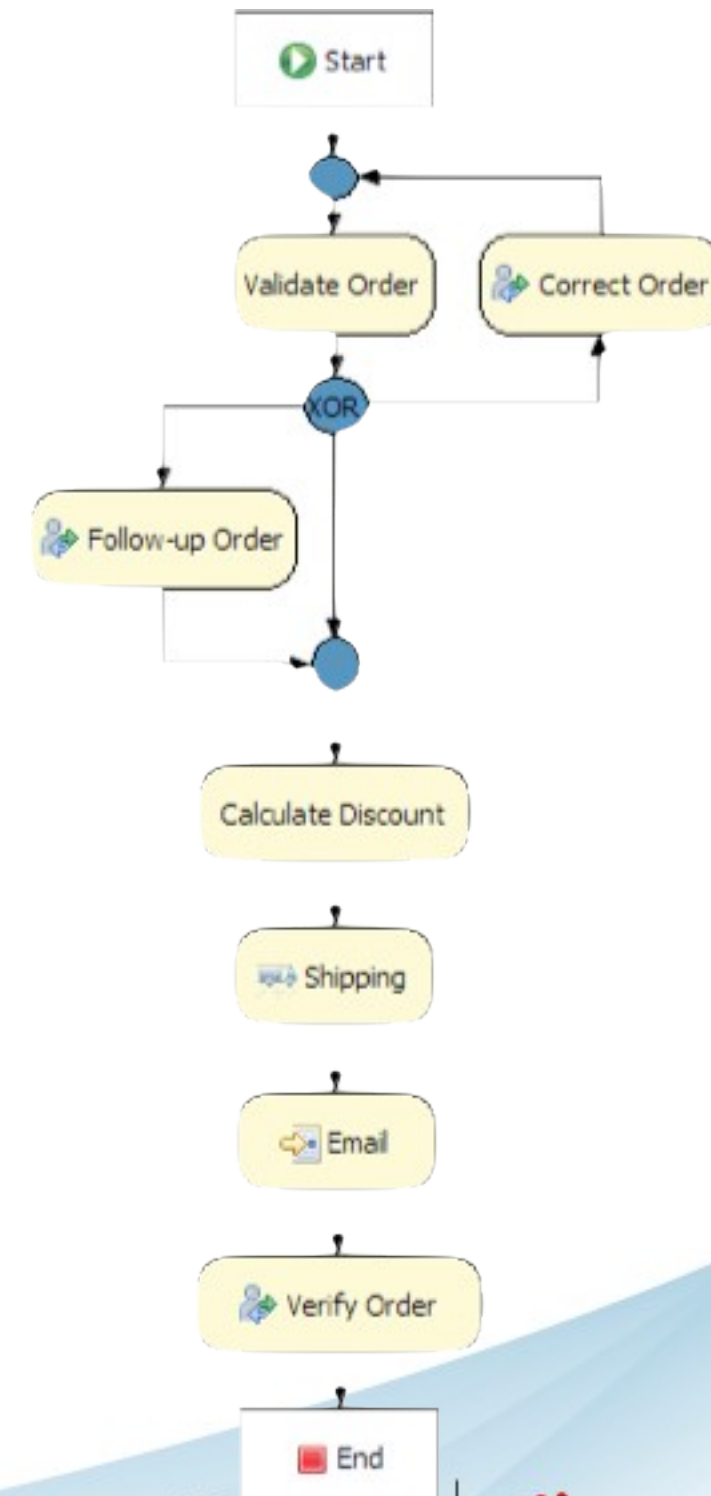 Start
Validate Order
Correct Order
XOR
Follow-up Order
Calculate Discount
Shipping
Email
Verify Order
End